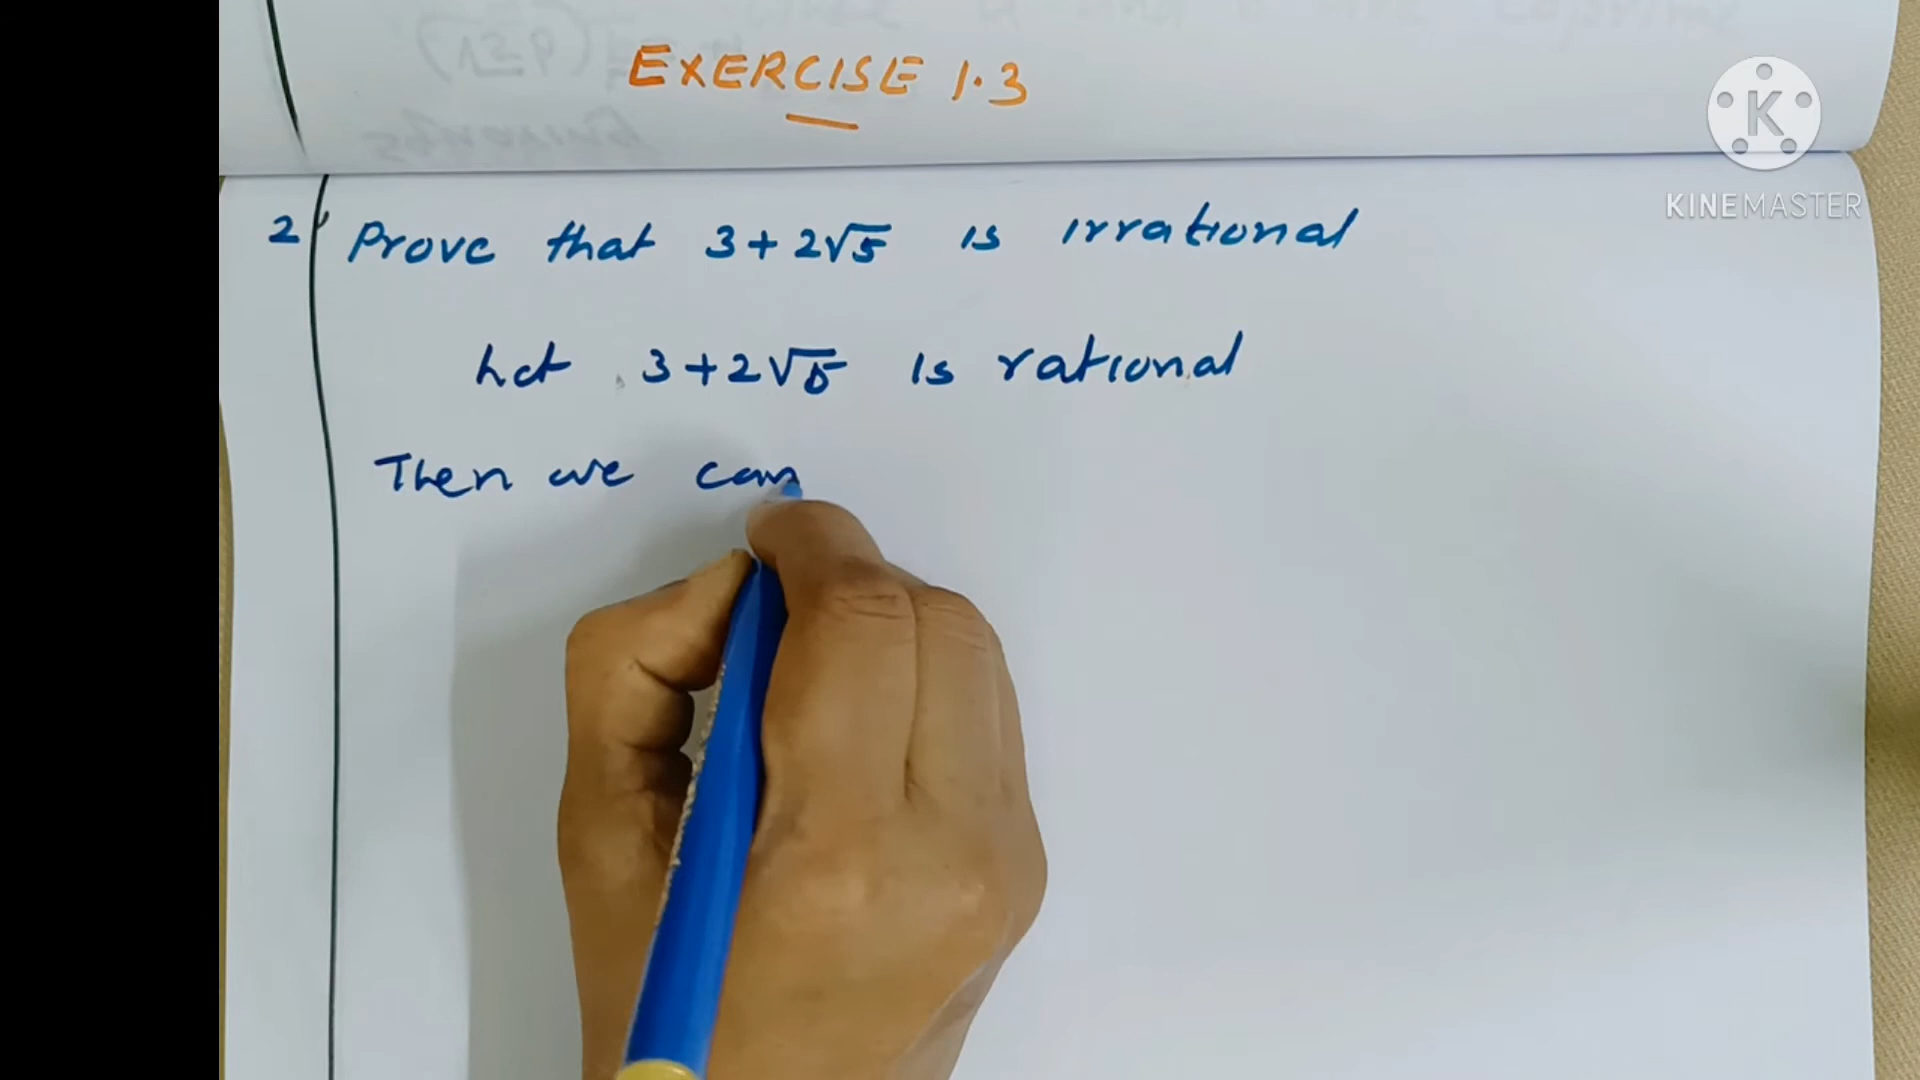 EXERCISE 1.3
K
KINEMASTER
2 Prove that 3+2√5 is irrational
Let 3+2√5 is rational
Then we can